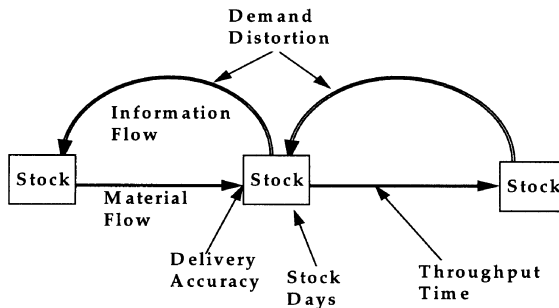 Demand
Distortion
Information
Flow
Stock
Stock
Stock
Material
Flow
Delivery
Accuracy
Stock
Days
Throughput
Time